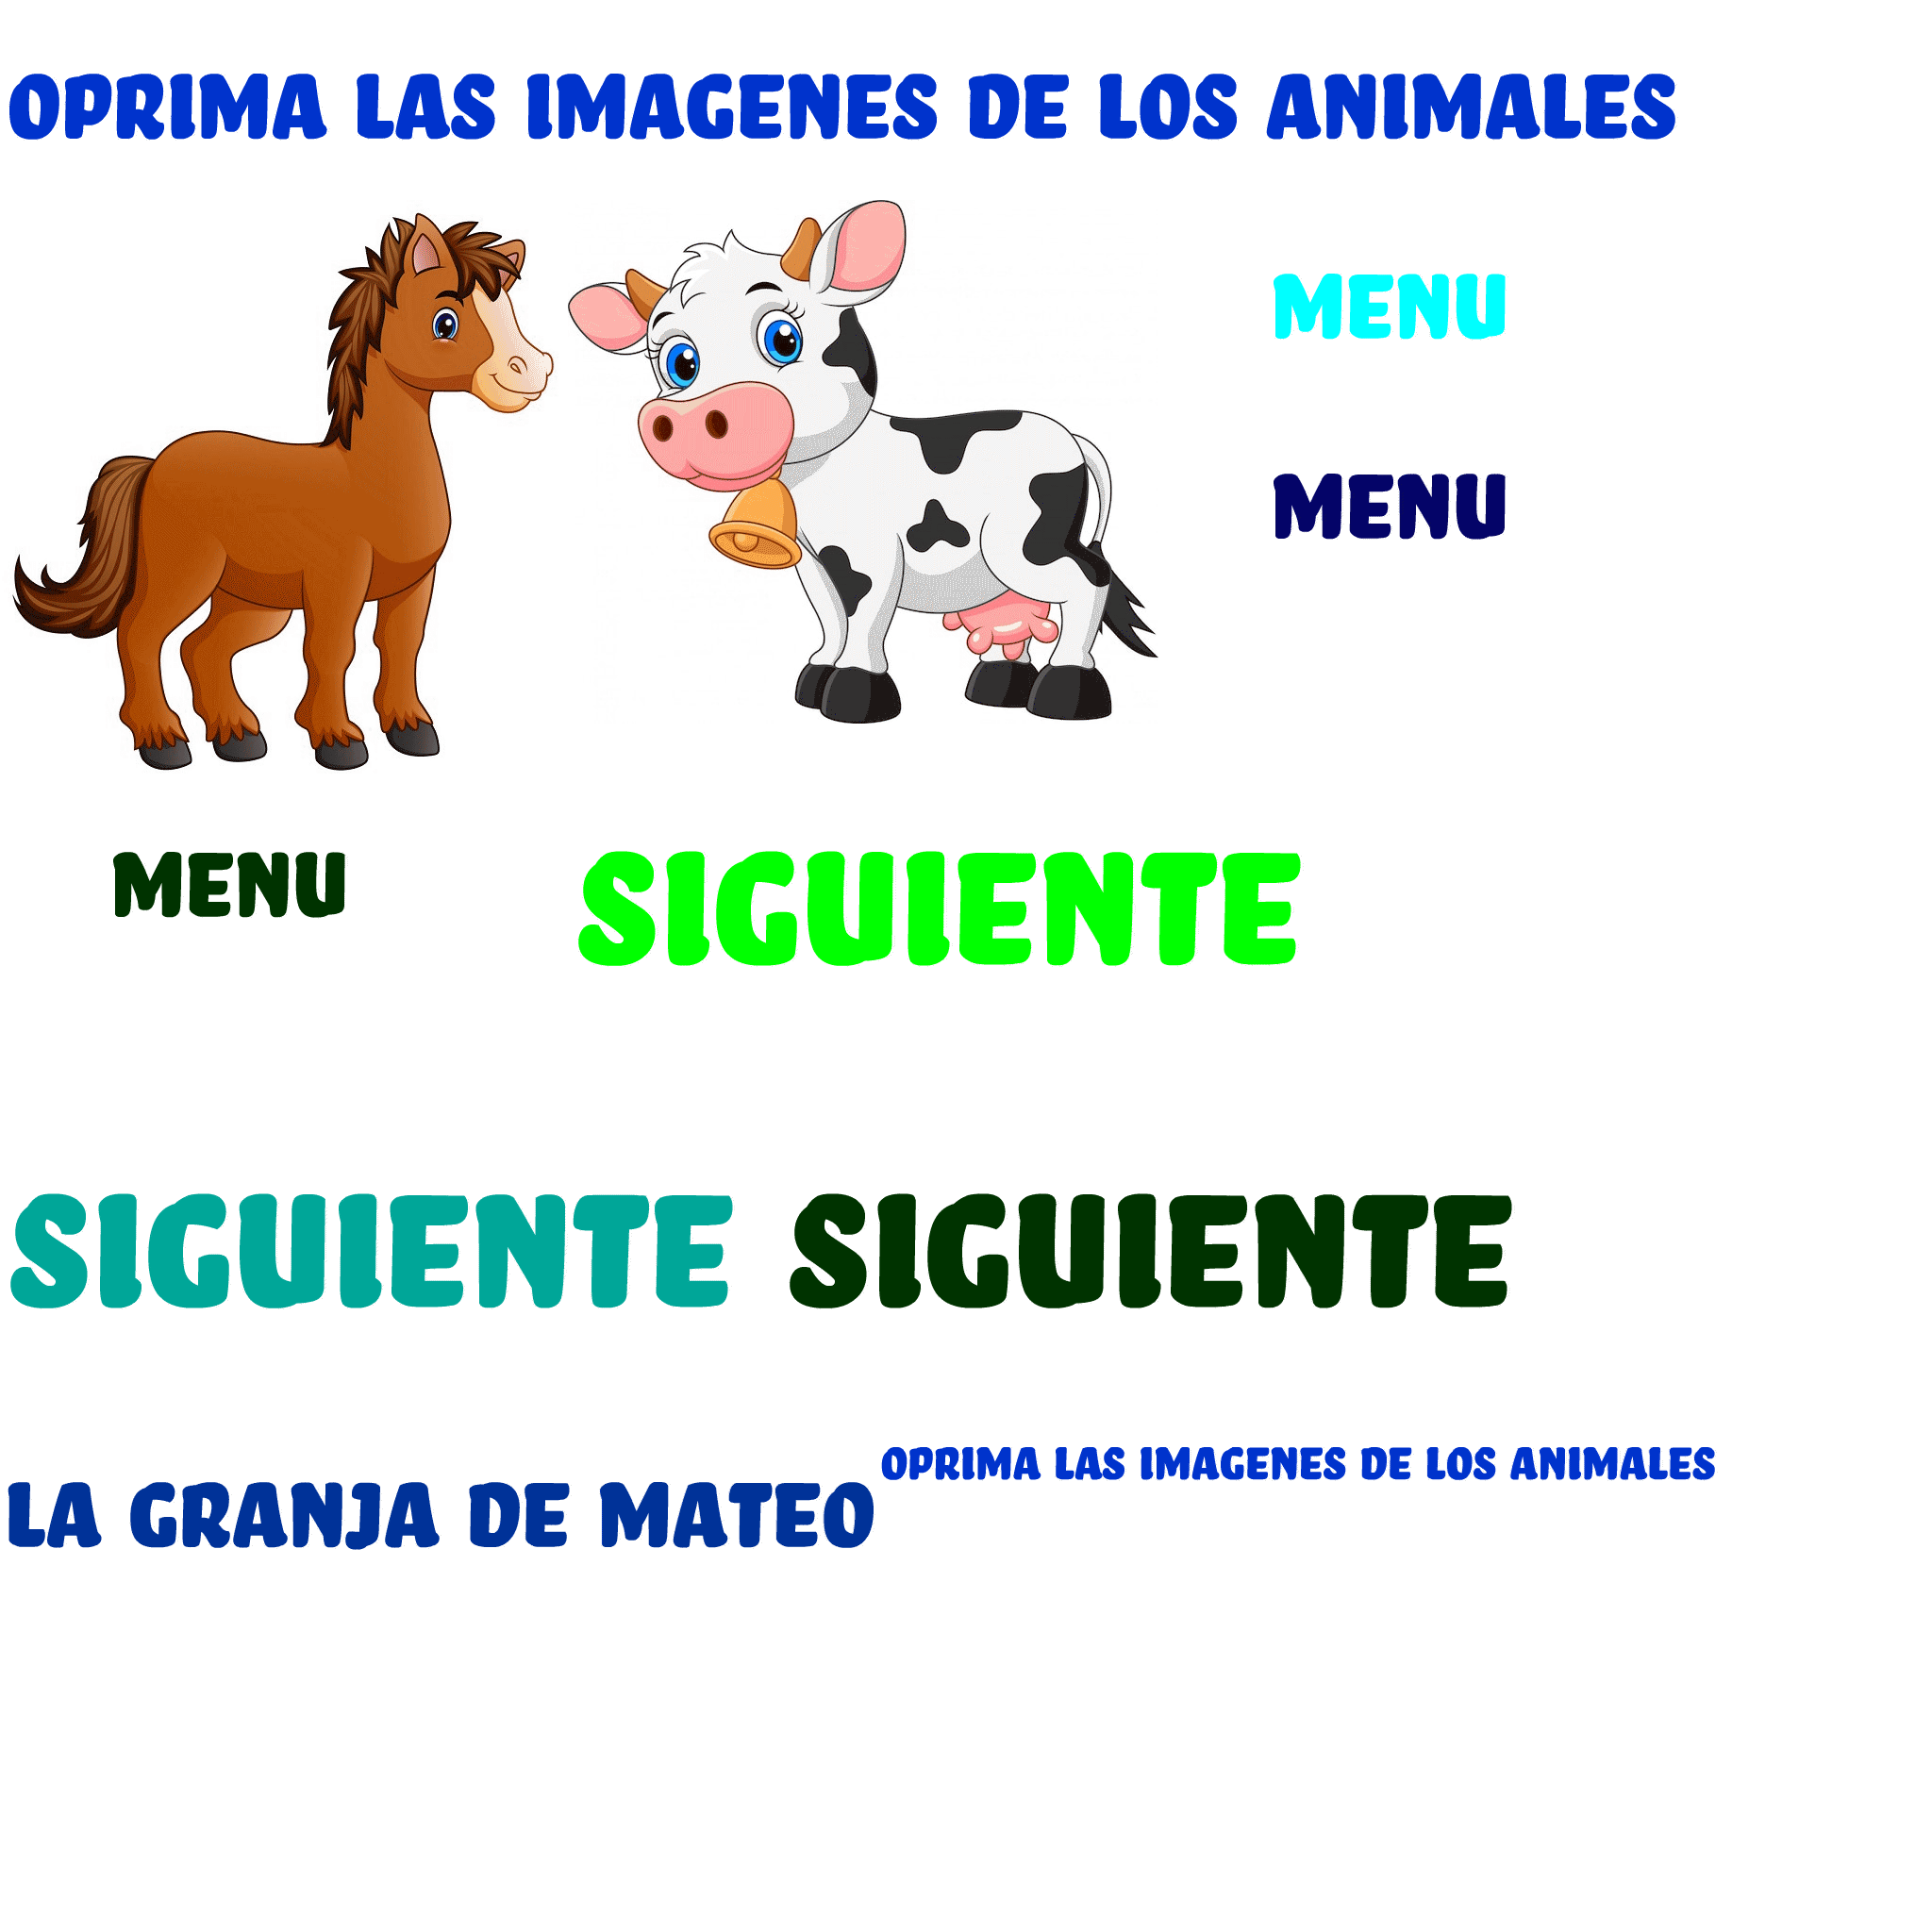 OPRIMA LAS IMAGENES DE LOS ANIMALES
MENU
MENU
MENU
SIGUIENTE
SIGUIENTE
SIGUIENTE
OPRIMA LAS IMAGENES DE LOS ANIMALES
LA GRANJA DE MATEO